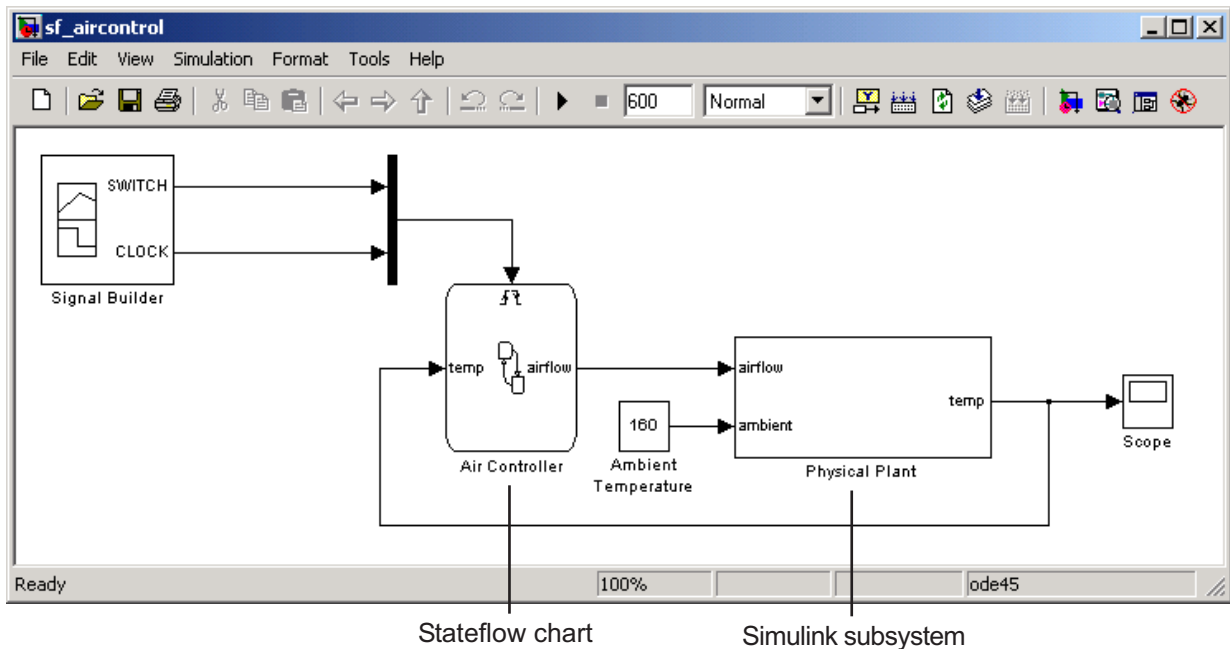 sf_aircontrol
File Edit View Simulation Format Tools Help
600 Normal
SWITCH
CLOCK
Signal Builder
temp airflow
airflow
temp
160
ambient
Scope
Air Controller
Ambient
Temperature
Physical Plant
Ready 100% ode45
Stateflow chart Simulink subsystem